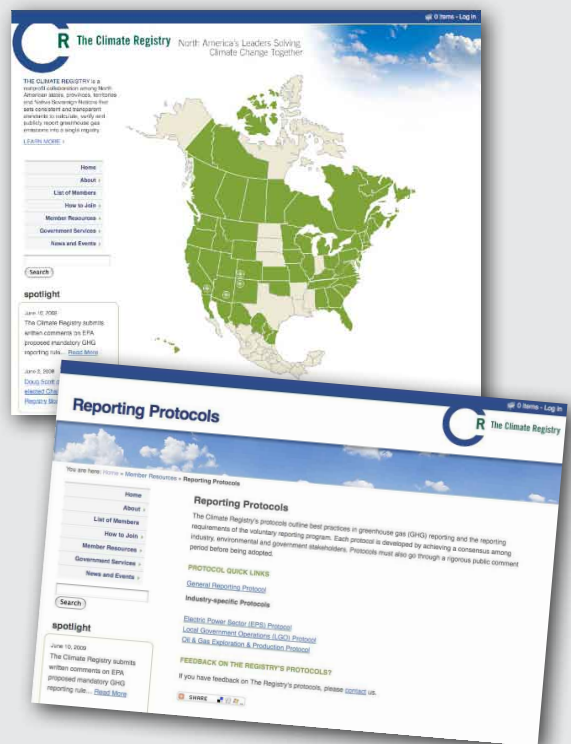 0 items - Log in
R The Climate Registry
North America's Leaders Solving
Climate Change Together
THE CLIMATE REGISTRY is a
nonprofit collaboration among North
American states, provinces, territories
and Native Sovereign Nations that
sets consistent and transparent
standards to calculate, verify and
publicly report greenhouse gas
emissions into a single registry.
LEARN MORE ›
Home
About ›
List of Members
How to Join ›
Member Resources ›
Government Services ›
News and Events ›
Search
spotlight
June 10, 2009
The Climate Registry submits
written comments on EPA
proposed mandatory GHG
reporting rule... Read More
Doug Scott
elected
Registry
0 items - Log in
Reporting Protocols
R The Climate Registry
You are here: Home » Member Resources » Reporting Protocols
Home
About ›
List of Members
How to Join ›
Member Resources ›
Government Services ›
News and Events ›
Search
spotlight
June 10, 2009
The Climate Registry submits
written comments on EPA
proposed mandatory GHG
reporting rule... Read More
Reporting Protocols
The Climate Registry's protocols outline best practices in greenhouse gas (GHG) reporting and the reporting
requirements of the voluntary reporting program. Each protocol is developed by achieving a consensus among
industry, environmental and government stakeholders. Protocols must also go through a rigorous public comment
period before being adopted.
PROTOCOL QUICK LINKS
General Reporting Protocol
Industry-specific Protocols
Electric Power Sector (EPS) Protocol
Local Government Operations (LGO) Protocol
Oil & Gas Exploration & Production Protocol
FEEDBACK ON THE REGISTRY'S PROTOCOLS?
If you have feedback on The Registry's protocols, please contact us.
SHARE